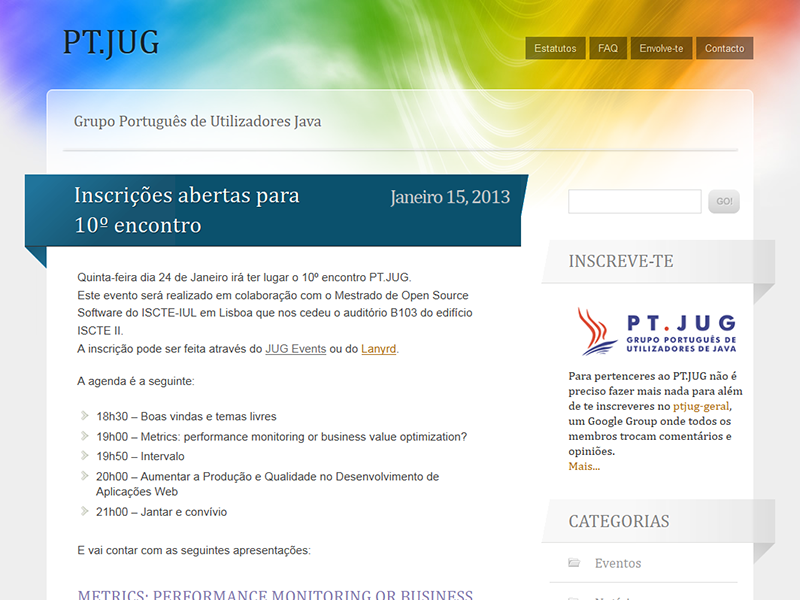 PT.JUG
Estatutos
FAQ
Envolve-te
Contacto
Grupo Português de Utilizadores Java
Inscrições abertas para
10º encontro
Janeiro 15, 2013
GO!
Quinta-feira dia 24 de Janeiro irá ter lugar o 10º encontro PT.JUG.
Este evento será realizado em colaboração com o Mestrado de Open Source
Software do ISCTE-IUL em Lisboa que nos cedeu o auditório B103 do edifício
ISCTE II.
A inscrição pode ser feita através do JUG Events ou do Lanyrd.
A agenda é a seguinte:
18h30 – Boas vindas e temas livres
19h00 – Metrics: performance monitoring or business value optimization?
19h50 – Intervalo
20h00 – Aumentar a Produção e Qualidade no Desenvolvimento de
Aplicações Web
21h00 – Jantar e convívio
E vai contar com as seguintes apresentações:
METRICS: PERFORMANCE MONITORING OR BUSINESS
INSCREVE-TE
PT.JUG
GRUPO PORTUGUÊS DE
UTILIZADORES DE JAVA
Para pertenceres ao PT.JUG não é
preciso fazer mais nada para além
de te inscreveres no ptjug-geral,
um Google Group onde todos os
membros trocam comentários e
opiniões.
Mais...
CATEGORIAS
Eventos